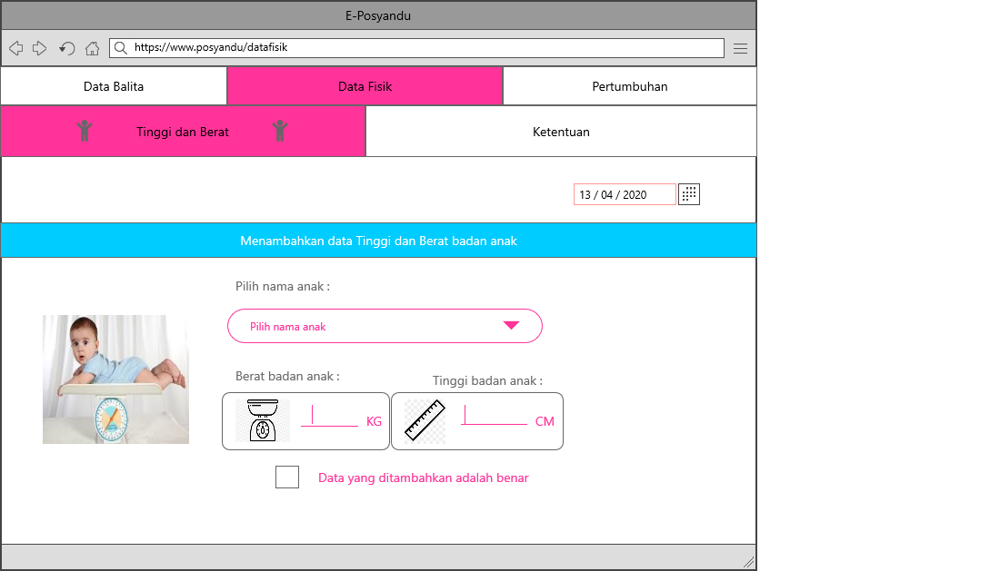 E-Posyandu
https://www.posyandu/datafisik
Data Balita
Data Fisik
Pertumbuhan
Tinggi dan Berat
Ketentuan
13 / 04 / 2020
Menambahkan data Tinggi dan Berat badan anak
Pilih nama anak :
Pilih nama anak
Berat badan anak :
Tinggi badan anak :
KG
CM
Data yang ditambahkan adalah benar